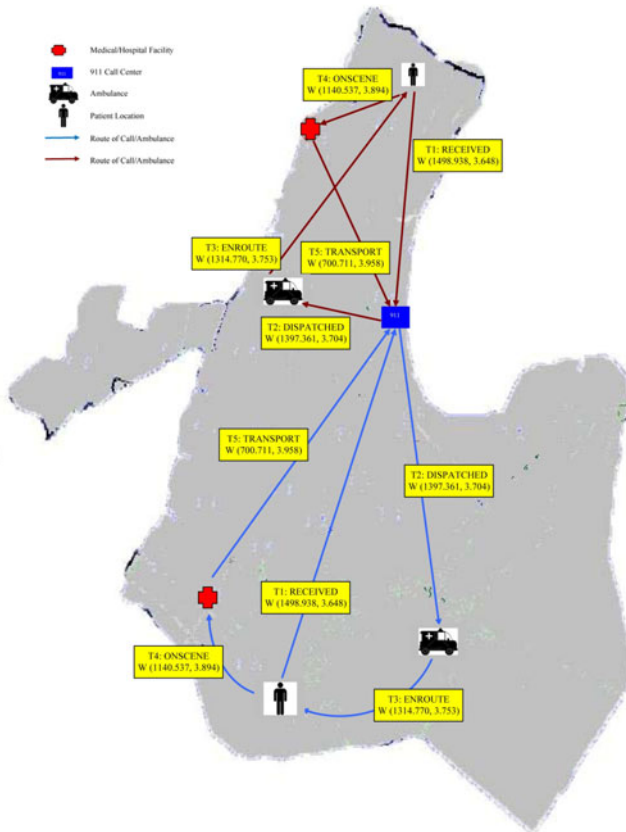 Medical/Hospital Facility
911
911 Call Center
Ambulance
Patient Location
Route of Call/Ambulance
Route of Call/Ambulance
T4: ONSCENE
W (1140.537, 3.894)
T1: RECEIVED
W (1498.938, 3.648)
T3: ENROUTE
W (1314.770, 3.753)
T5: TRANSPORT
W (700.711, 3.958)
911
T2: DISPATCHED
W (1397.361, 3.704)
T5: TRANSPORT
W (700.711, 3.958)
T2: DISPATCHED
W (1397.361, 3.704)
T1: RECEIVED
W (1498.938, 3.648)
T4: ONSCENE
W (1140.537, 3.894)
T3: ENROUTE
W (1314.770, 3.753)